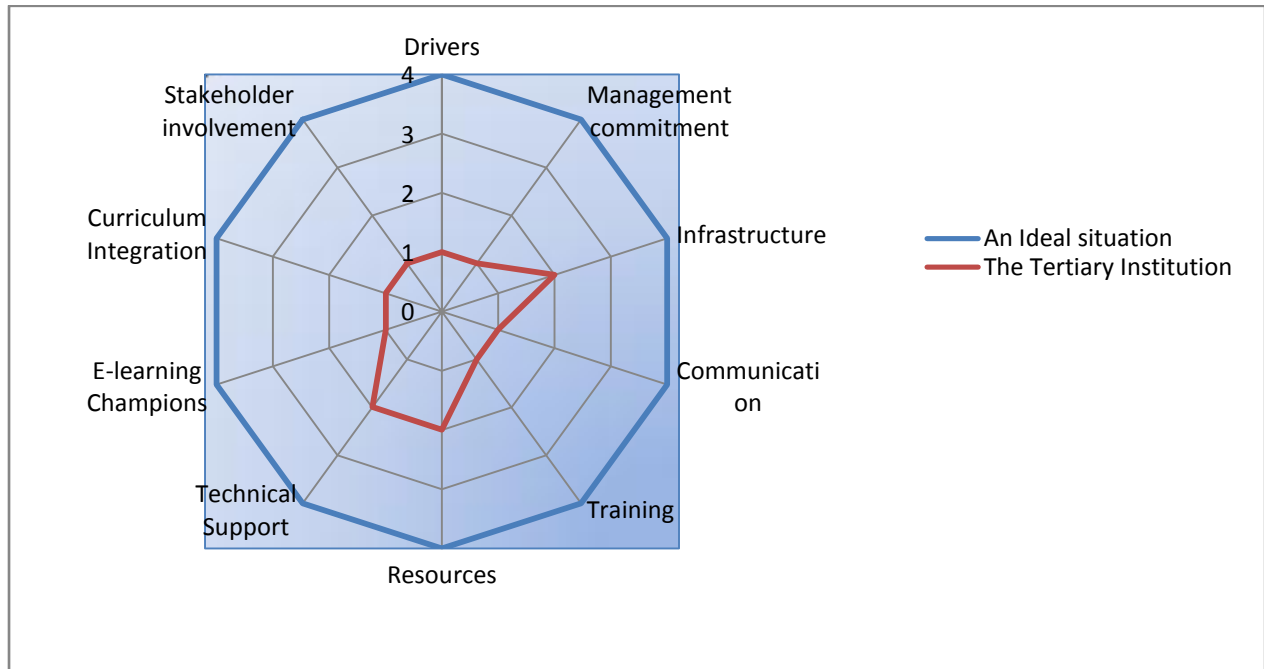 Drivers
4
Stakeholder
involvement
Management
commitment
3
2
Curriculum
Integration
Infrastructure
An Ideal situation
The Tertiary Institution
1
0
E-learning
Champions
Communicati
on
Technical
Support
Training
Resources